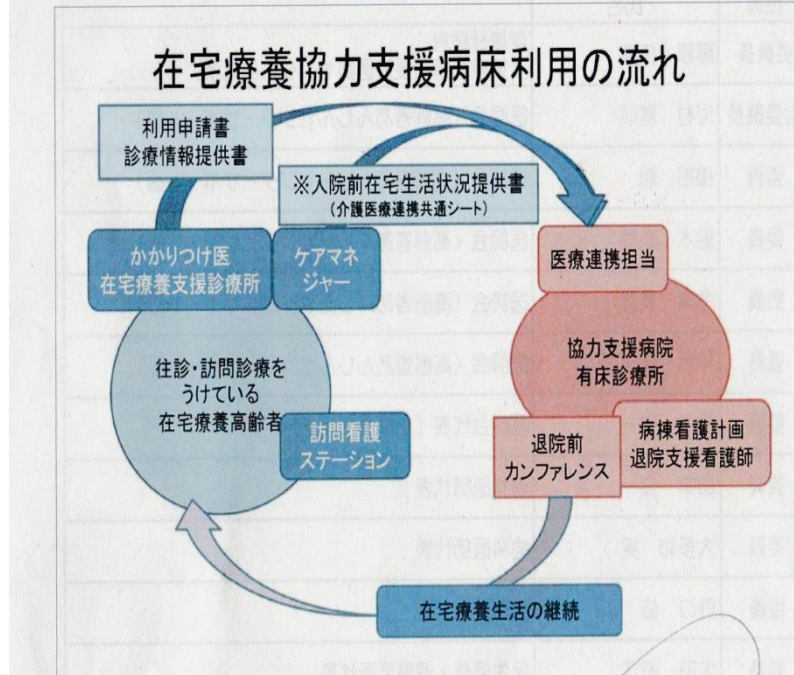 在宅療養協力支援病床利用の流れ
利用申請書
診療情報提供書
※入院前在宅生活状況提供書
（介護医療連携共通シート）
かかりつけ医
在宅療養支援診療所
ケアマネ
ジャー
医療連携担当
往診・訪問診療を
うけている
在宅療養高齢者
協力支援病院
有床診療所
訪問看護
ステーション
退院前
カンファレンス
病棟看護計画
退院支援看護師
在宅療養生活の継続